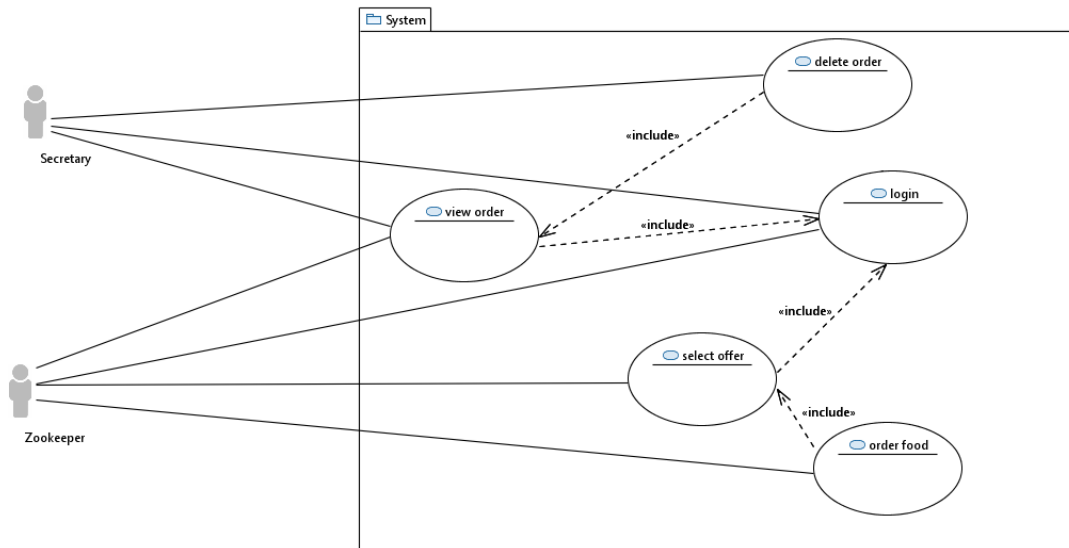 System
delete order
«include»
Secretary
login
view order
«include»
«include»
select offer
«include»
Zookeeper
order food